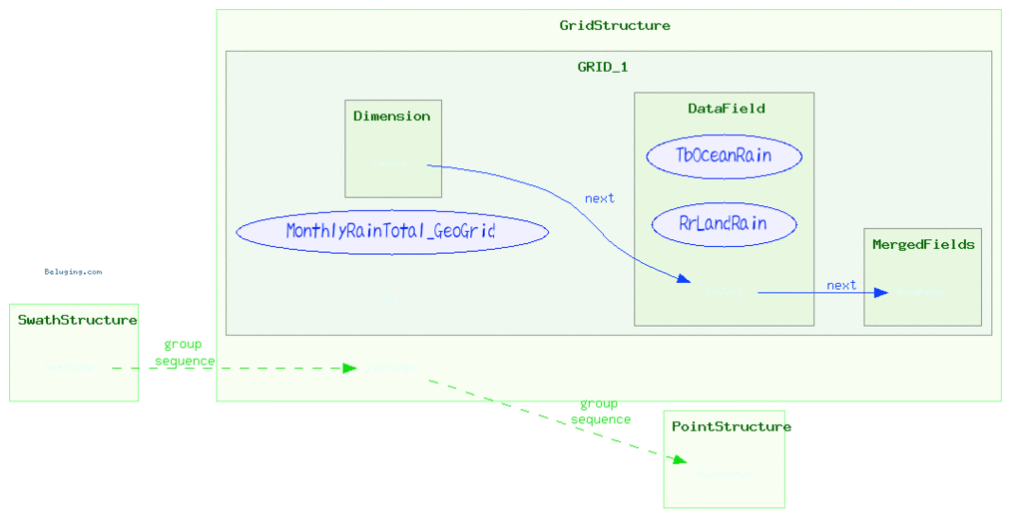 GridStructure
GRID_1
Dimension
DataField
TbOceanRain
next
RrLandRain
MonthlyRainTotal_GeoGrid
MergedFields
Beluging.com
next
SwathStructure
group
sequence
group
sequence
PointStructure